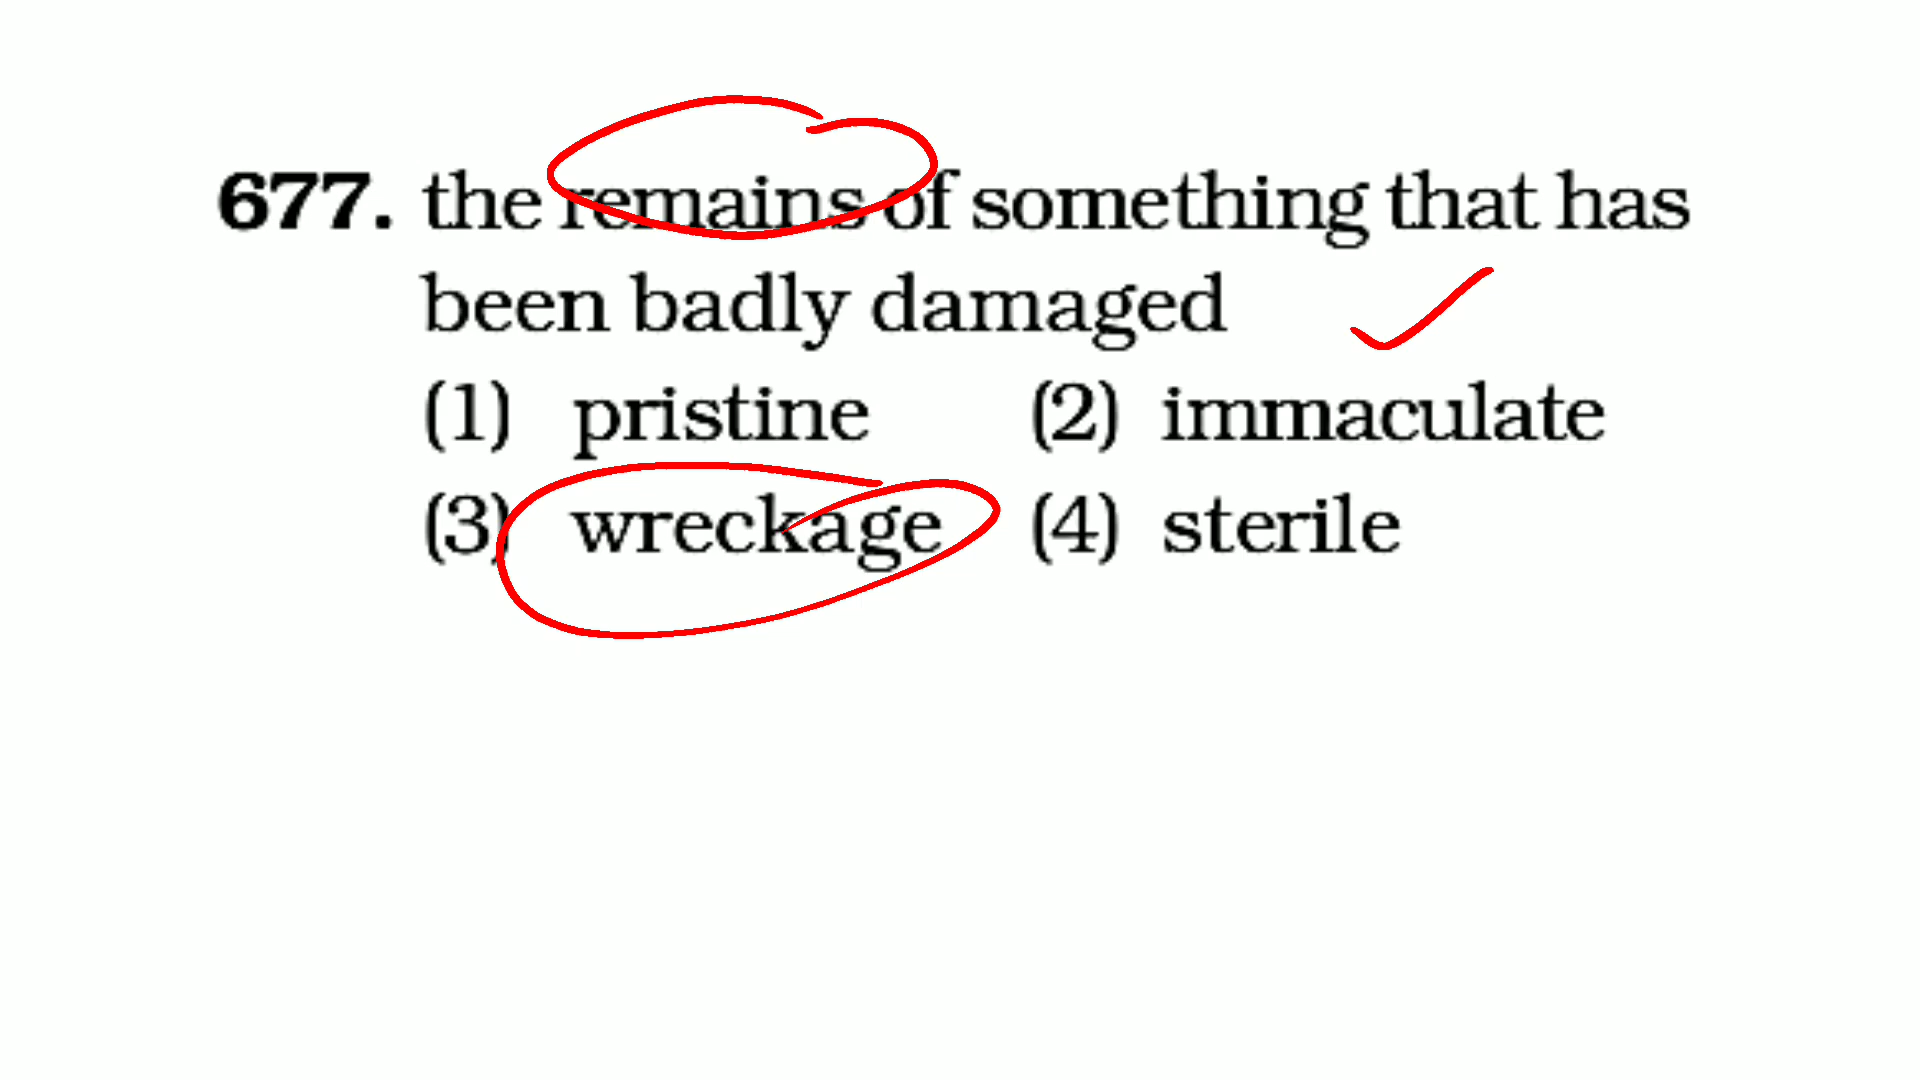 677. the remains of something that has
been badly damaged
(1) pristine (2) immaculate
(3) wreckage (4) sterile